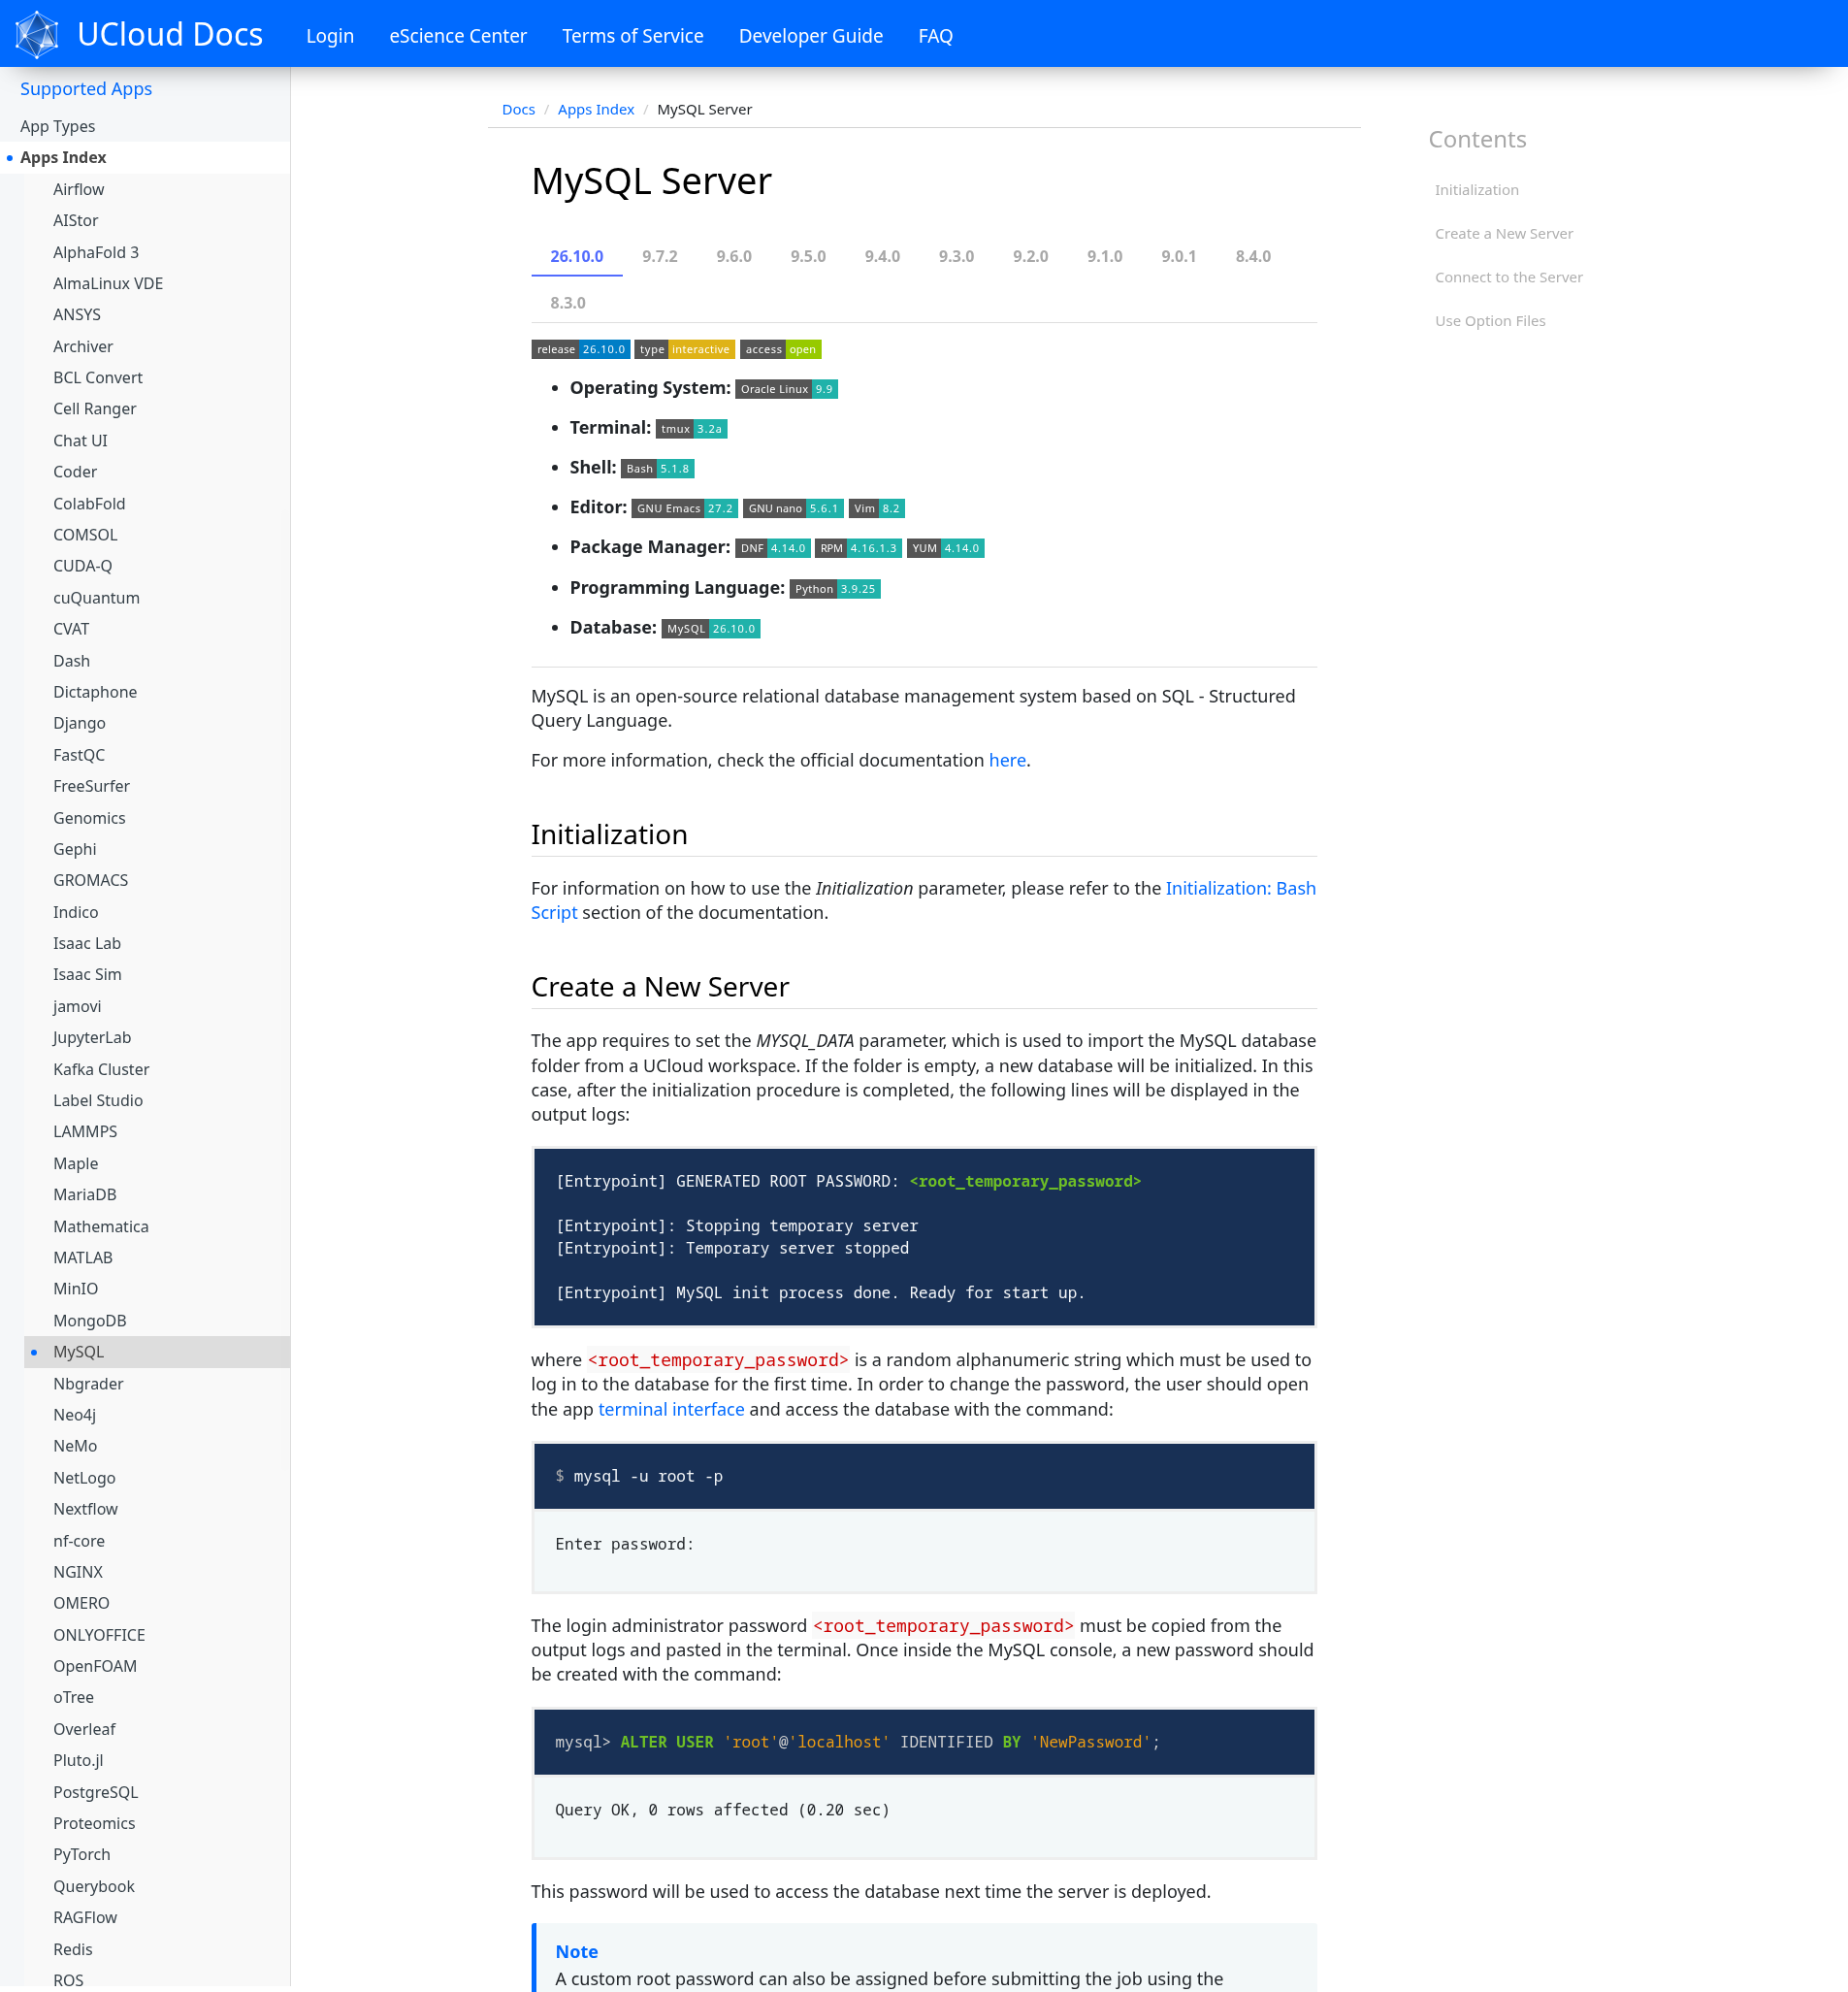 UCloud Docs
Login
eScience Center
Terms of Service
Developer Guide
FAQ
Supported Apps
App Types
Apps Index
Airflow
AIStor
AlphaFold 3
AlmaLinux VDE
ANSYS
Archiver
BCL Convert
Cell Ranger
Chat UI
Coder
ColabFold
COMSOL
CUDA-Q
cuQuantum
CVAT
Dash
Dictaphone
Django
FastQC
FreeSurfer
Genomics
Gephi
GROMACS
Indico
Isaac Lab
Isaac Sim
jamovi
JupyterLab
Kafka Cluster
Label Studio
LAMMPS
Maple
MariaDB
Mathematica
MATLAB
MinIO
MongoDB
MySQL
Nbgrader
Neo4j
NeMo
NetLogo
Nextflow
nf-core
NGINX
OMERO
ONLYOFFICE
OpenFOAM
oTree
Overleaf
Pluto.jl
PostgreSQL
Proteomics
PyTorch
Querybook
RAGFlow
Redis
ROS
Docs / Apps Index / MySQL Server
MySQL Server
26.10.0 9.7.2 9.6.0 9.5.0 9.4.0 9.3.0 9.2.0 9.1.0 9.0.1 8.4.0
8.3.0
release 26.10.0 type interactive access open
Operating System: Oracle Linux 9.9
Terminal: tmux 3.2a
Shell: Bash 5.1.8
Editor: GNU Emacs 27.2 GNU nano 5.6.1 Vim 8.2
Package Manager: DNF 4.14.0 RPM 4.16.1.3 YUM 4.14.0
Programming Language: Python 3.9.25
Database: MySQL 26.10.0
MySQL is an open-source relational database management system based on SQL - Structured
Query Language.
For more information, check the official documentation here.
Initialization
For information on how to use the Initialization parameter, please refer to the Initialization: Bash
Script section of the documentation.
Create a New Server
The app requires to set the MYSQL_DATA parameter, which is used to import the MySQL database
folder from a UCloud workspace. If the folder is empty, a new database will be initialized. In this
case, after the initialization procedure is completed, the following lines will be displayed in the
output logs:
[Entrypoint] GENERATED ROOT PASSWORD: <root_temporary_password>
[Entrypoint]: Stopping temporary server
[Entrypoint]: Temporary server stopped
[Entrypoint] MySQL init process done. Ready for start up.
where <root_temporary_password> is a random alphanumeric string which must be used to
log in to the database for the first time. In order to change the password, the user should open
the app terminal interface and access the database with the command:
$ mysql -u root -p
Enter password:
The login administrator password <root_temporary_password> must be copied from the
output logs and pasted in the terminal. Once inside the MySQL console, a new password should
be created with the command:
mysql> ALTER USER 'root'@'localhost' IDENTIFIED BY 'NewPassword';
Query OK, 0 rows affected (0.20 sec)
This password will be used to access the database next time the server is deployed.
Note
A custom root password can also be assigned before submitting the job using the
Contents
Initialization
Create a New Server
Connect to the Server
Use Option Files